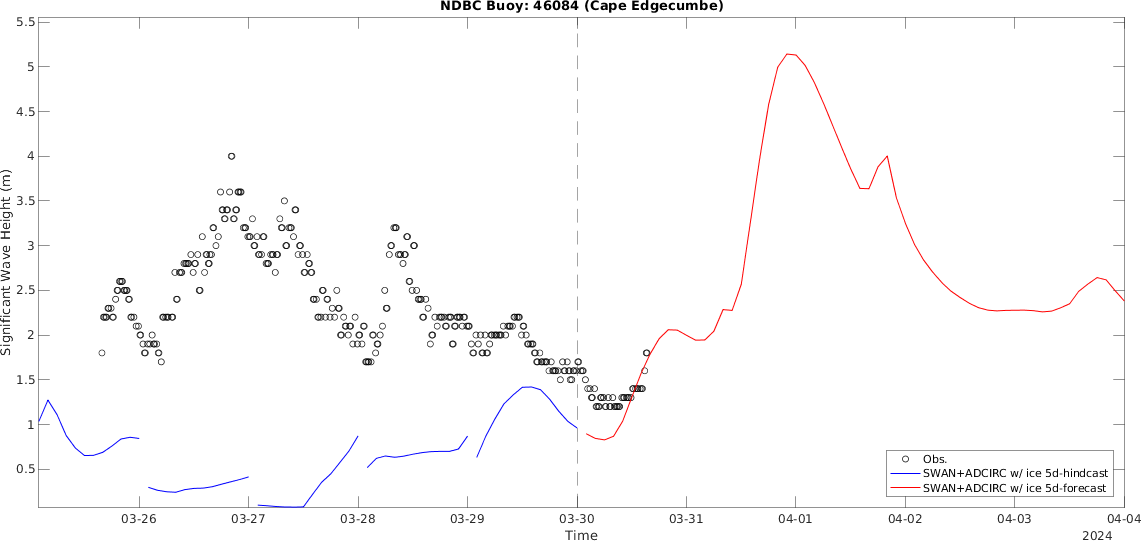 NDBC Buoy: 46084 (Cape Edgecumbe)
5.5
5
4.5
4
3.5
3
2.5
2
1.5
1
0.5
Significant Wave Height (m)
Obs.
SWAN+ADCIRC w/ ice 5d-hindcast
SWAN+ADCIRC w/ ice 5d-forecast
03-26 03-27 03-28 03-29 03-30 03-31 04-01 04-02 04-03 04-04
Time
2024